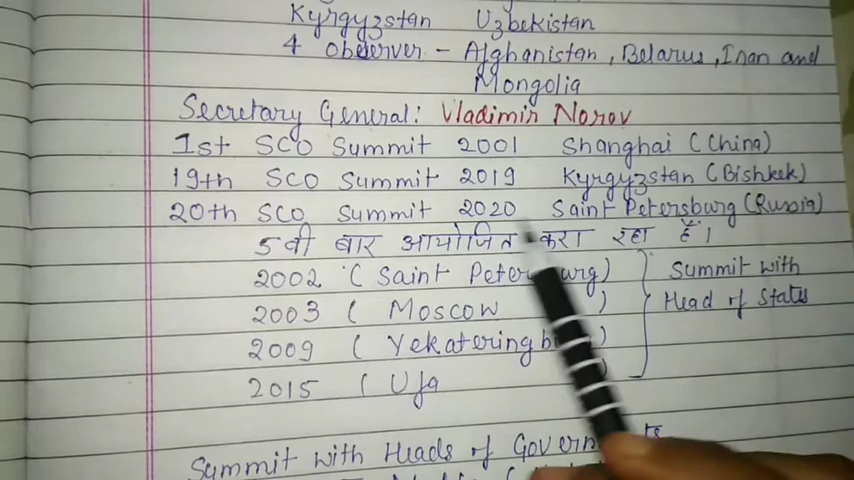 Kyrgyzstan Uzbekistan
4 Observer - Afghanistan, Belarus, Iran and
Mongolia
Secretary General: Vladimir Norov
1st SCO Summit 2001 Shanghai (China)
19th SCO Summit 2019 Kyrgyzstan (Bishkek)
20th SCO Summit 2020 Saint Petersburg (Russia)
5वी बार आयोजित करा रहा है।
2002 (Saint Petersburg) Summit with
2003 ( Moscow ) Head of States
2009 ( Yekateringb )
2015 ( Ufa
Summit with Heads of